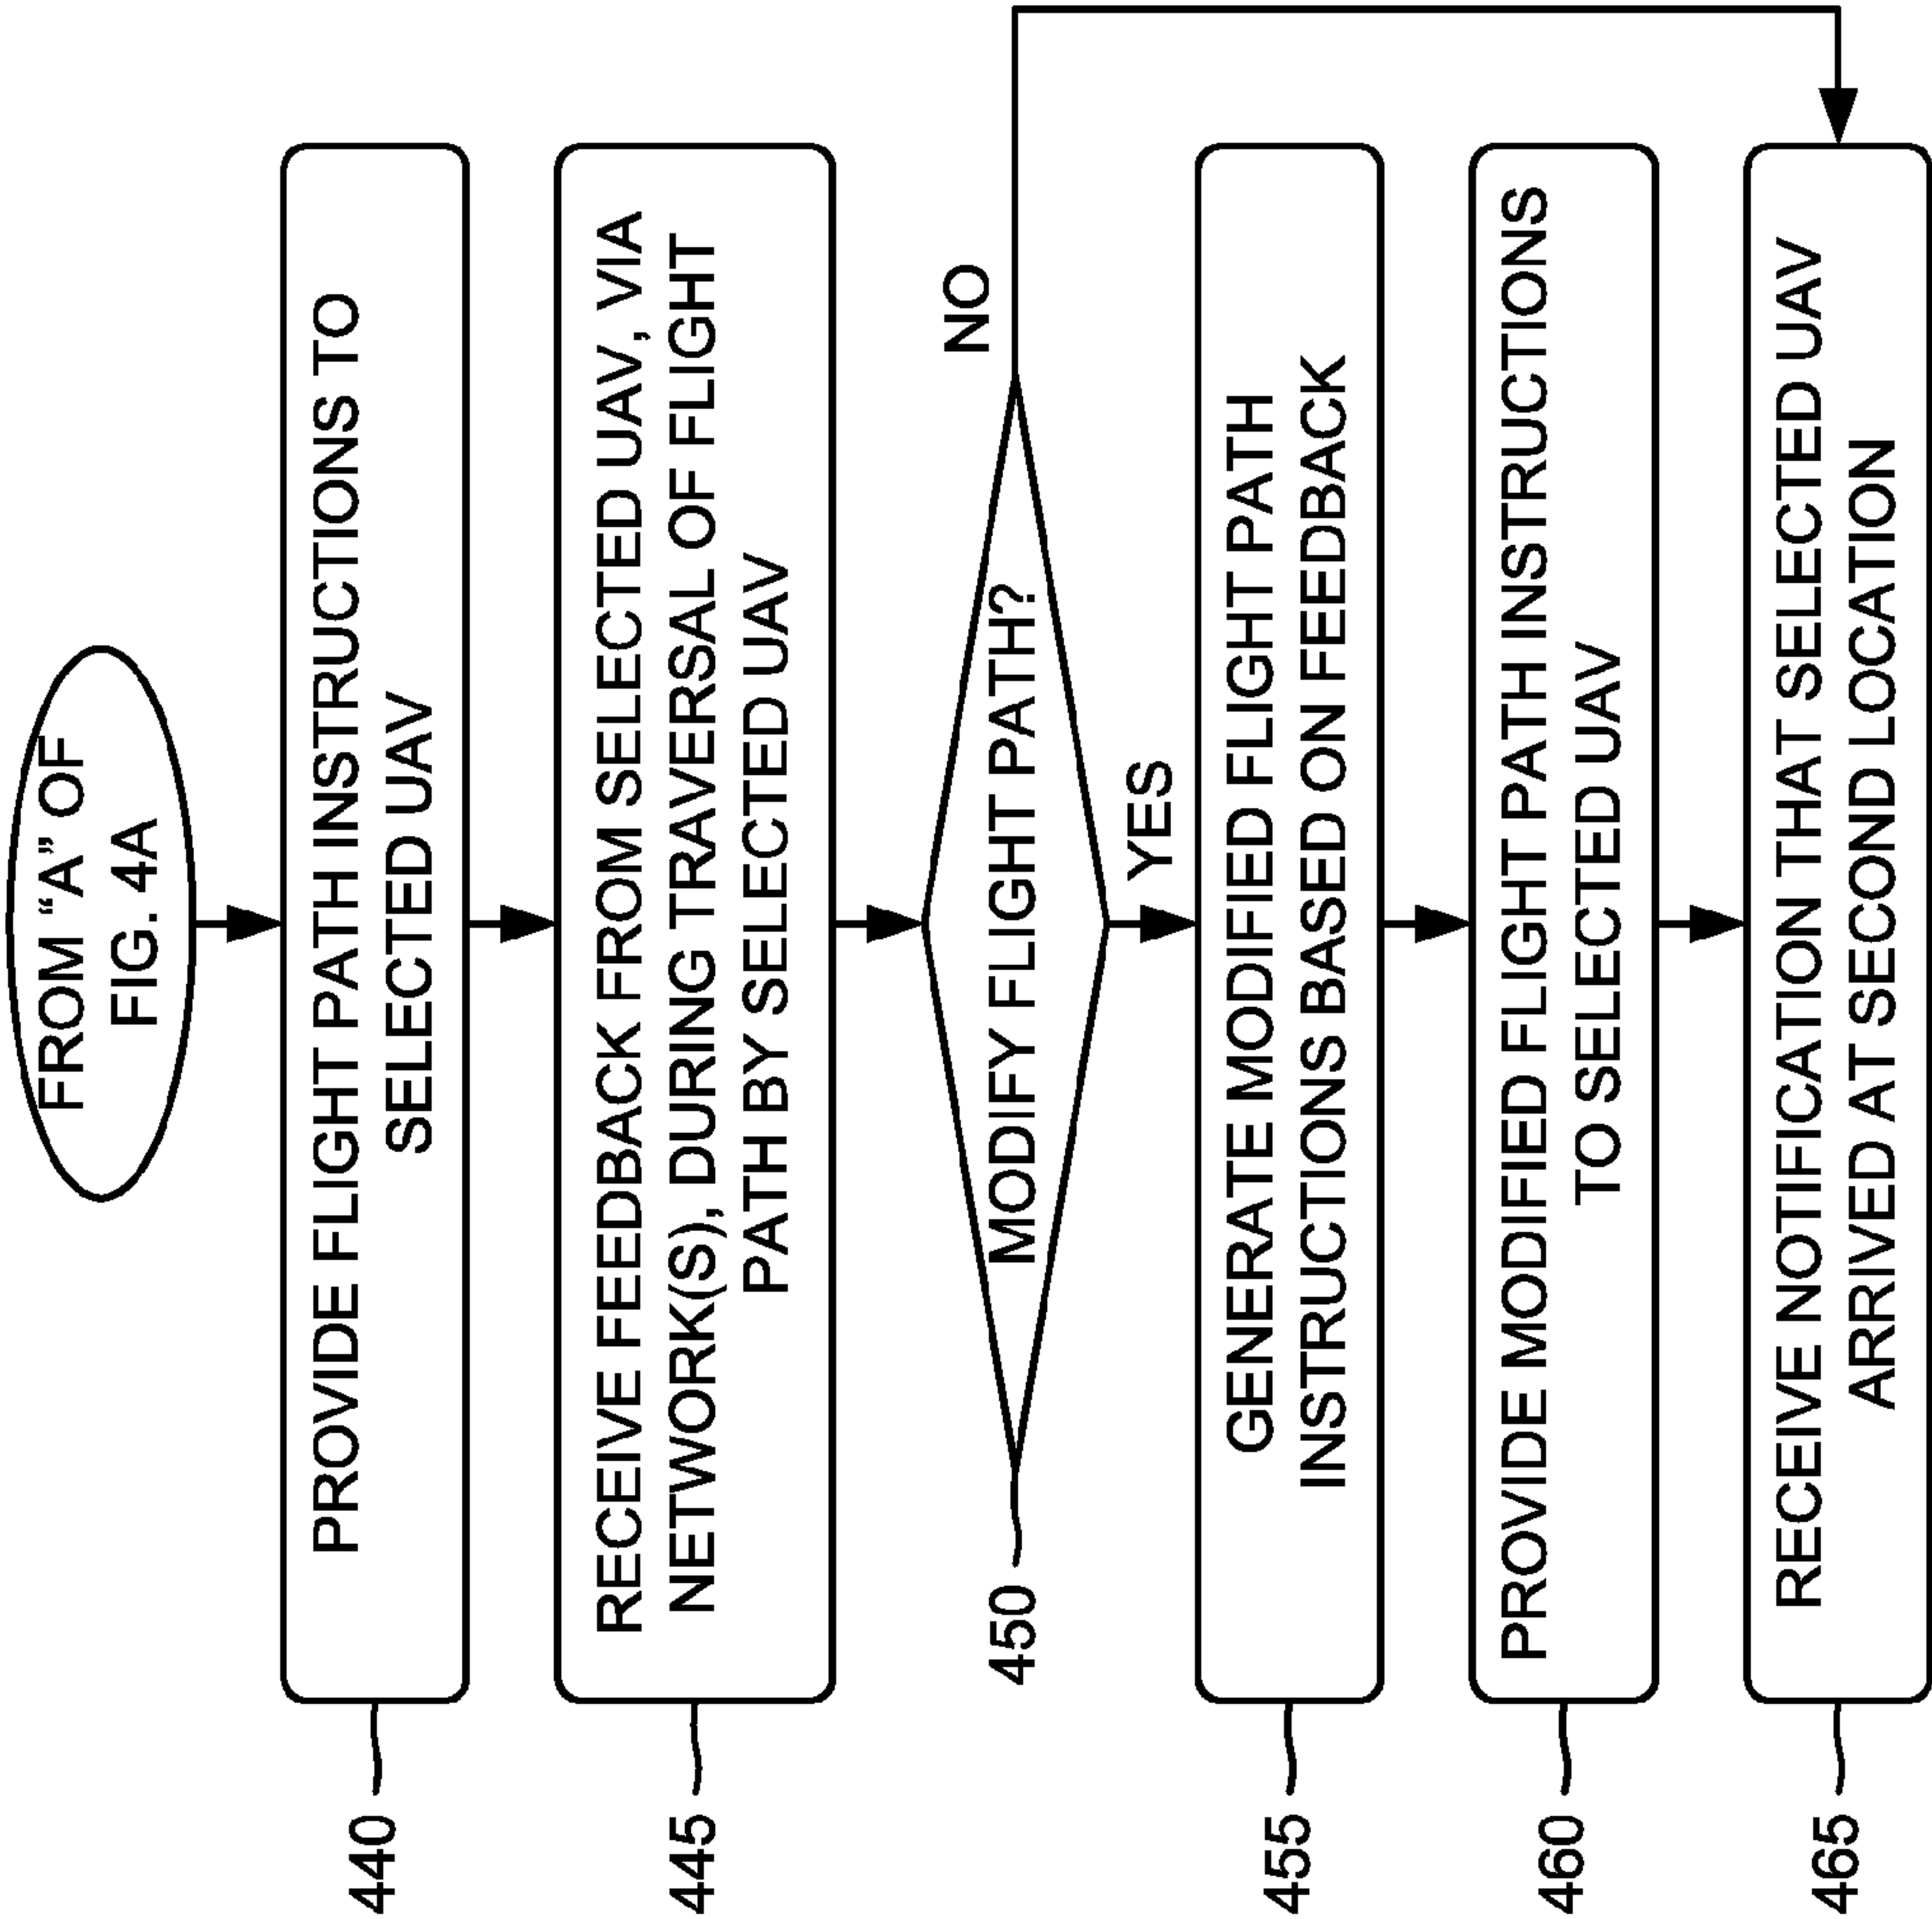 FROM “A” OF
FIG. 4A
440
PROVIDE FLIGHT PATH INSTRUCTIONS TO
SELECTED UAV
445
RECEIVE FEEDBACK FROM SELECTED UAV, VIA
NETWORK(S), DURING TRAVERSAL OF FLIGHT
PATH BY SELECTED UAV
450
MODIFY FLIGHT PATH?
NO
YES
455
GENERATE MODIFIED FLIGHT PATH
INSTRUCTIONS BASED ON FEEDBACK
460
PROVIDE MODIFIED FLIGHT PATH INSTRUCTIONS
TO SELECTED UAV
465
RECEIVE NOTIFICATION THAT SELECTED UAV
ARRIVED AT SECOND LOCATION